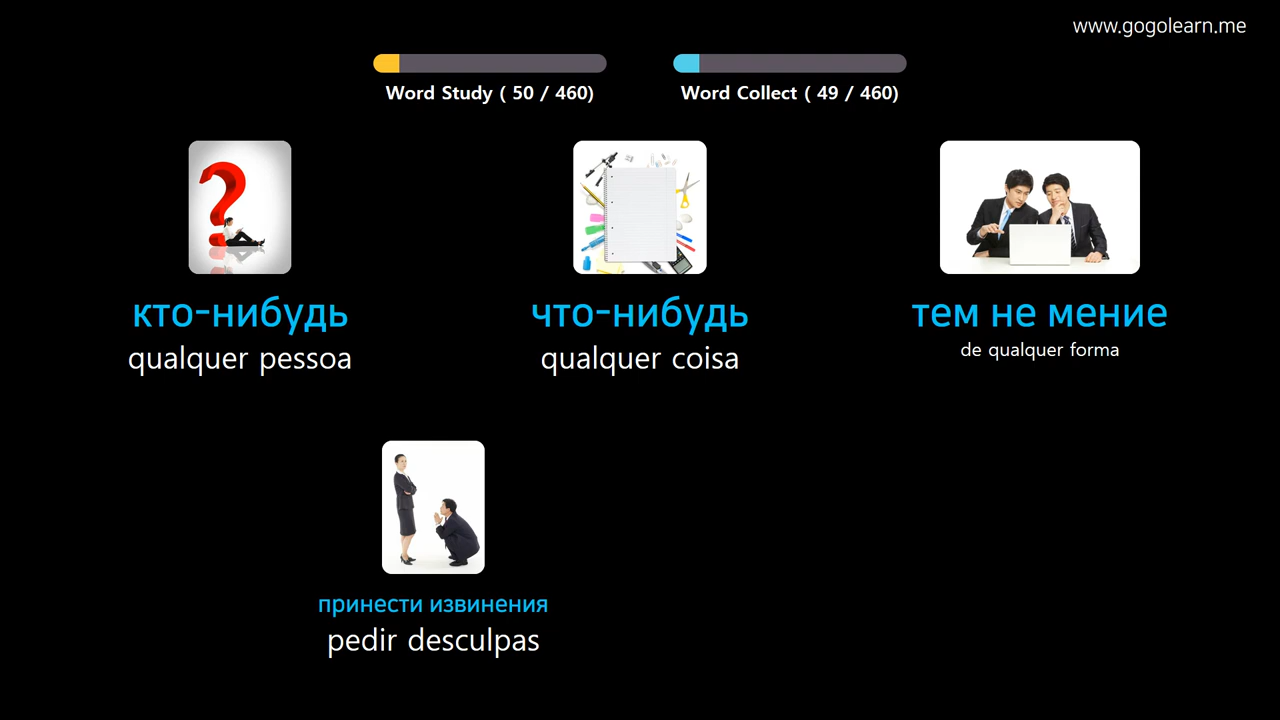 www.gogolearn.me
Word Study ( 50 / 460)
Word Collect ( 49 / 460)
кто-нибудь
qualquer pessoa
что-нибудь
qualquer coisa
тем не мение
de qualquer forma
принести извинения
pedir desculpas